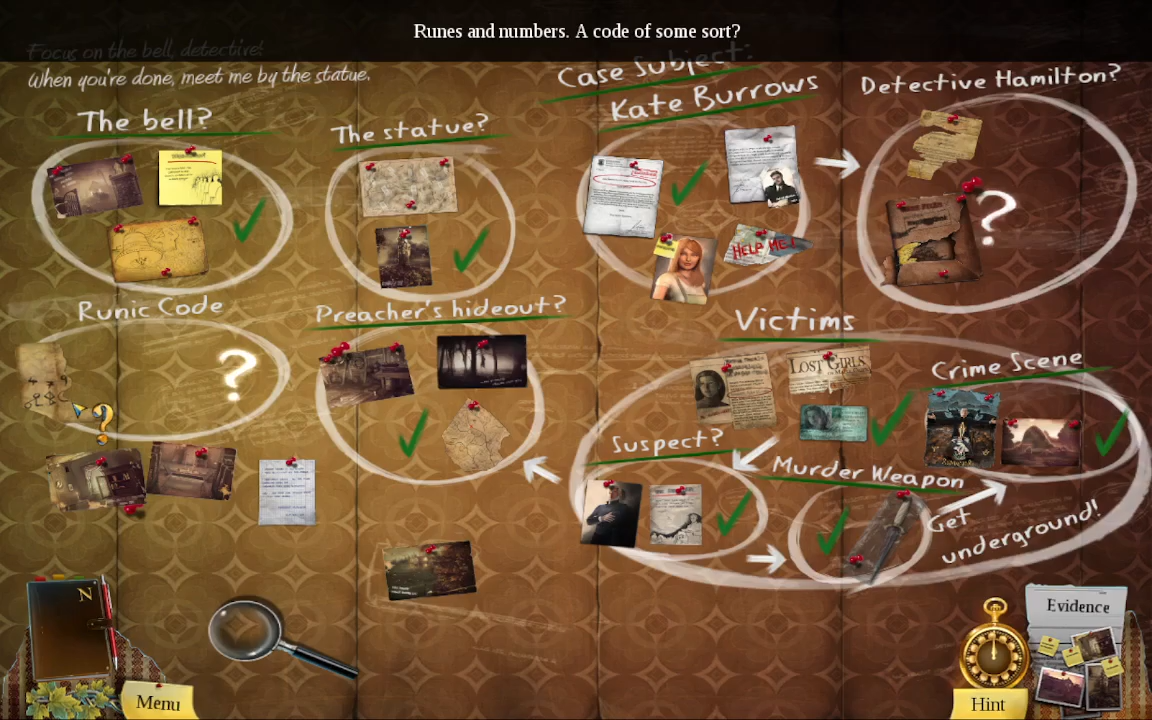 Runes and numbers. A code of some sort?
Focus on the bell, detective!
When you're done, meet me by the statue.
Case Subject:
Kate Burrows
Detective Hamilton?
The bell?
The statue?
HELP ME!
Runic Code
Preacher's hideout?
Victims
LOST GIRLS
Crime Scene
Suspect?
Murder Weapon
Get
underground!
N
Evidence
Menu
Hint